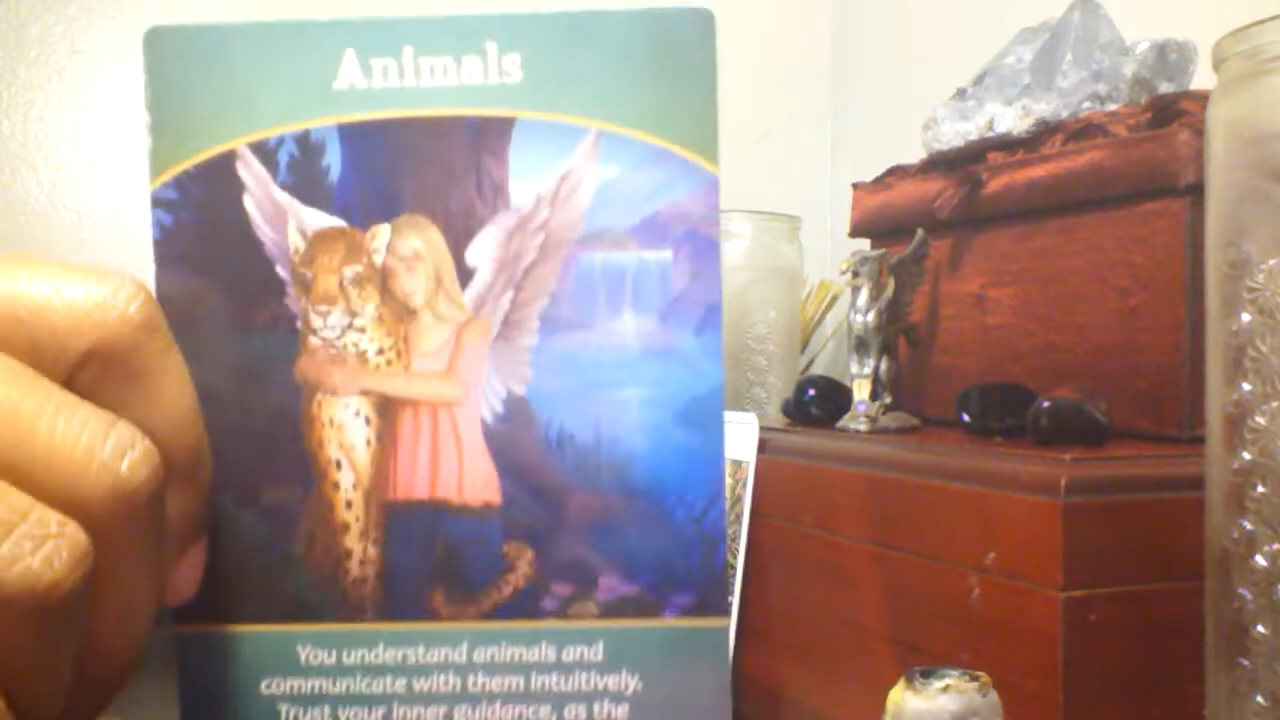 Animals
You understand animals and
communicate with them intuitively.
Trust your inner guidance, as the